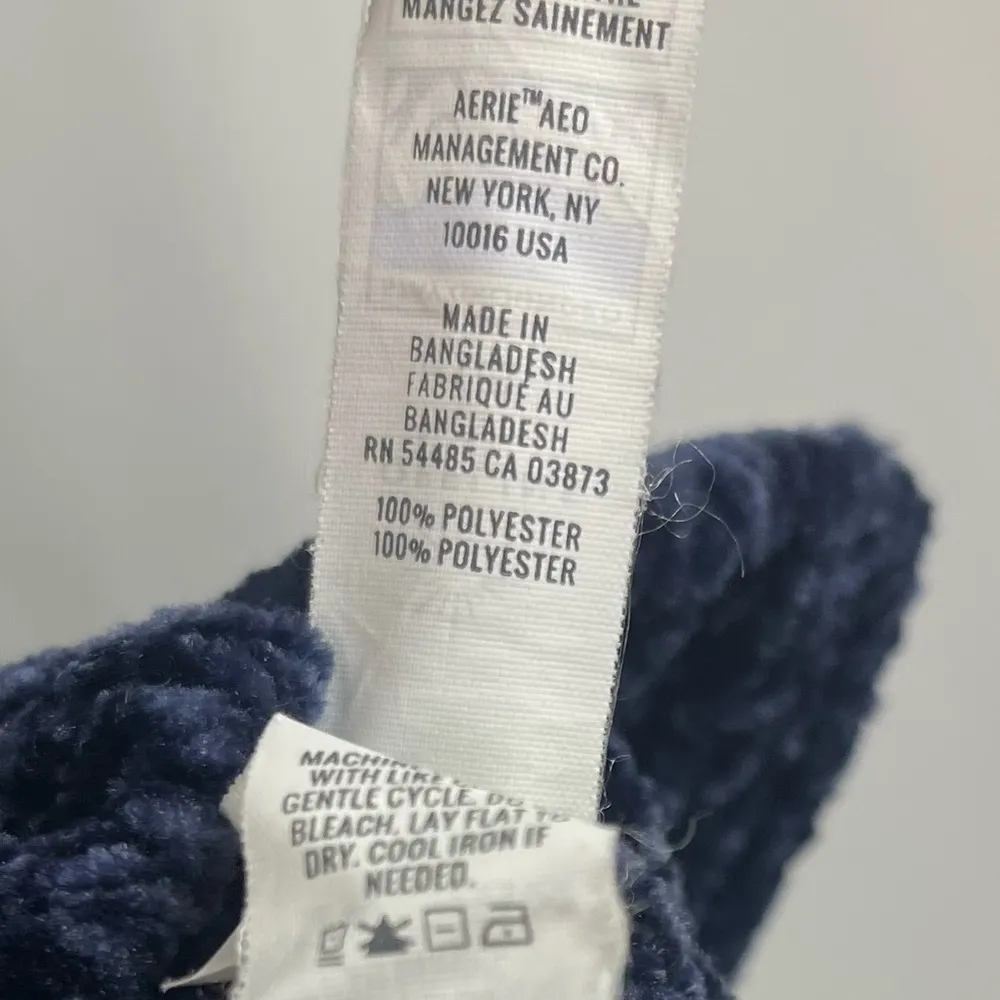 MANGEZ SAINEMENT
AERIE™AEO
MANAGEMENT CO.
NEW YORK, NY
10016 USA
MADE IN
BANGLADESH
FABRIQUÉ AU
BANGLADESH
RN 54485 CA 03873
100% POLYESTER
100% POLYESTER
WITH
GENTLE CYCLE.
BLEACH. LAY FLAT
DRY. COOL IRON IF
NEEDED.